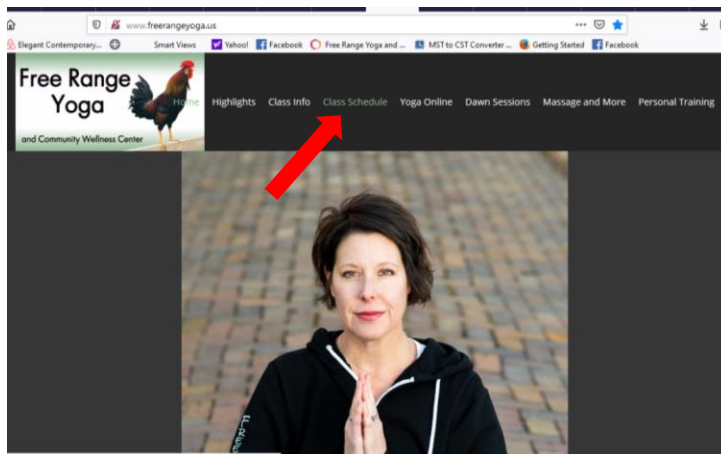 www.freerangeyoga.us
Elegant Contemporary... Smart Views Yahoo! Facebook Free Range Yoga and ... MST to CST Converter ... Getting Started Facebook
Free Range
Yoga
and Community Wellness Center
Home Highlights Class Info Class Schedule Yoga Online Dawn Sessions Massage and More Personal Training